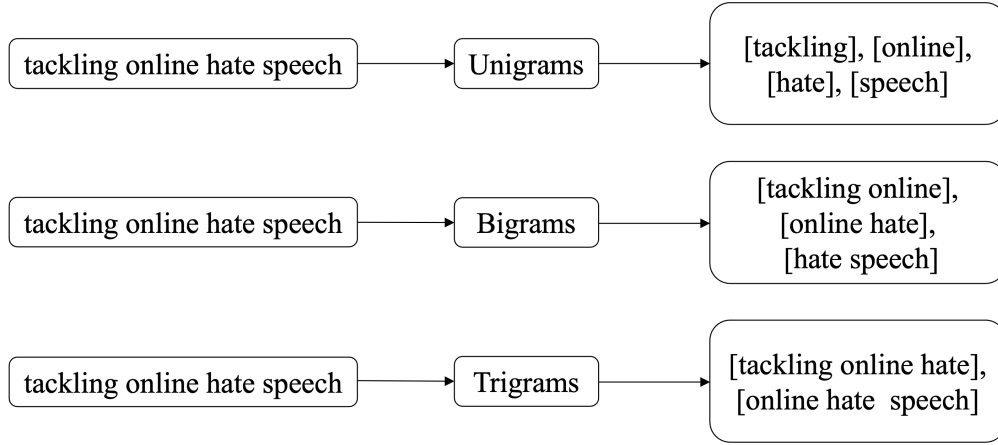 tackling online hate speech
Unigrams
[tackling], [online],
[hate], [speech]
tackling online hate speech
Bigrams
[tackling online],
[online hate],
[hate speech]
tackling online hate speech
Trigrams
[tackling online hate],
[online hate  speech]